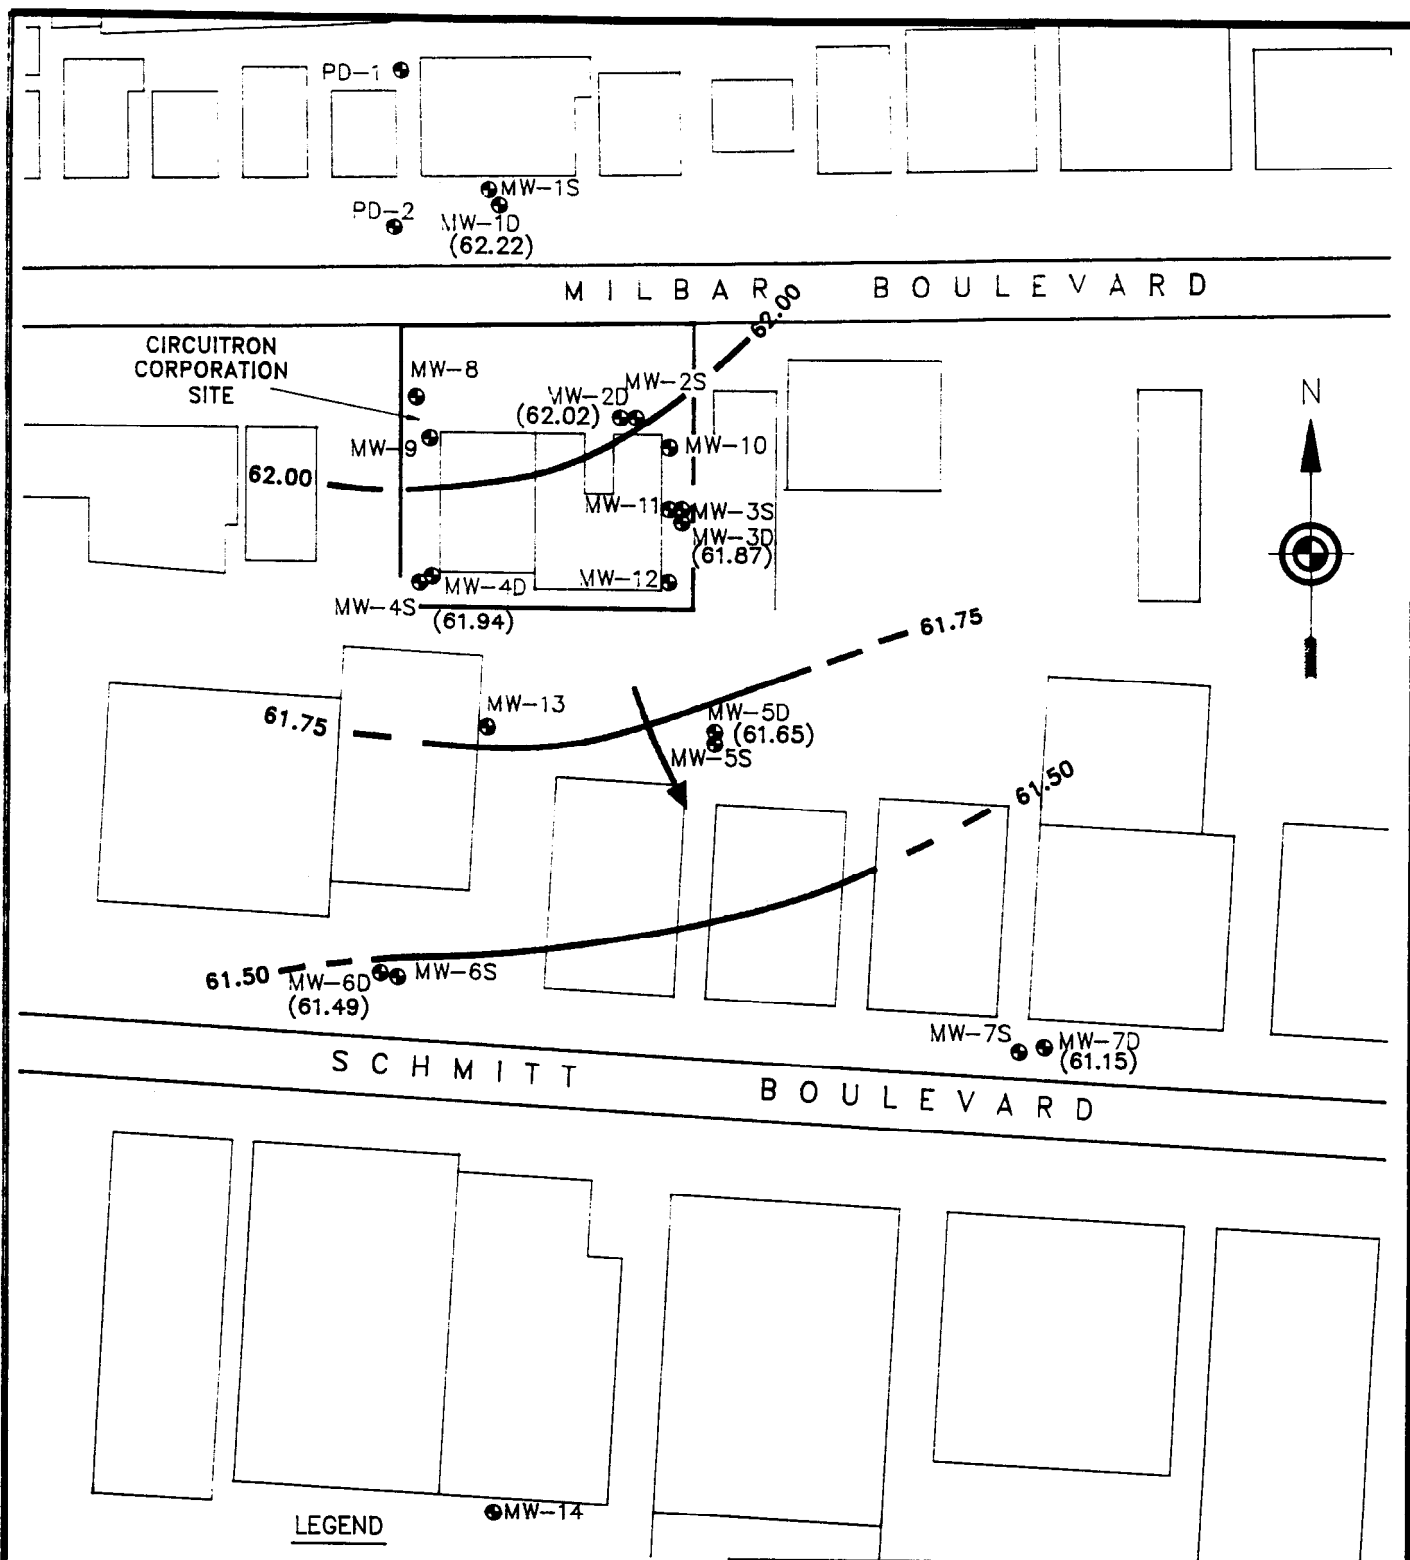 PD-1
MW-1S
PD-2
MW-1D
(62.22)
MILBAR BOULEVARD
62.00
CIRCUITRON
CORPORATION
SITE
MW-8
MW-2S
MW-2D
(62.02)
N
MW-9
MW-10
62.00
MW-11
MW-3S
MW-3D
(61.87)
MW-12
MW-4D
MW-4S
(61.94)
61.75
61.75
MW-13
MW-5D
(61.65)
MW-5S
61.50
61.50
MW-6D
MW-6S
(61.49)
MW-7S
MW-7D
(61.15)
SCHMITT BOULEVARD
MW-14
LEGEND